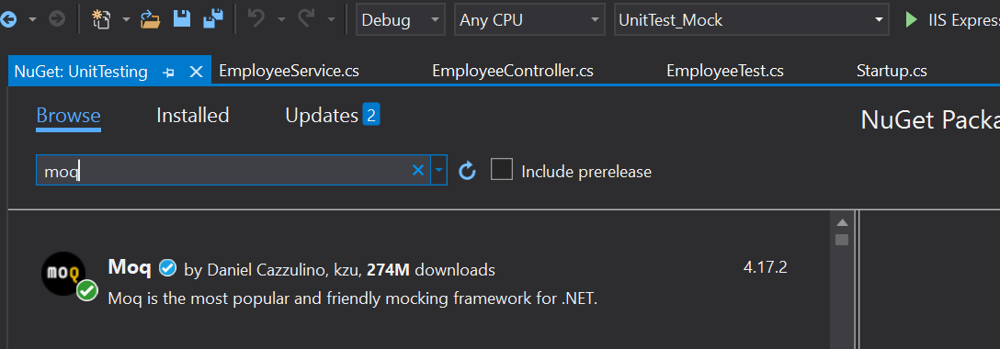 Debug Any CPU UnitTest_Mock IIS Expres
NuGet: UnitTesting EmployeeService.cs EmployeeController.cs EmployeeTest.cs Startup.cs
Browse Installed Updates 2 NuGet Packa
moq Include prerelease
moq Moq by Daniel Cazzulino, kzu, 274M downloads 4.17.2
Moq is the most popular and friendly mocking framework for .NET.